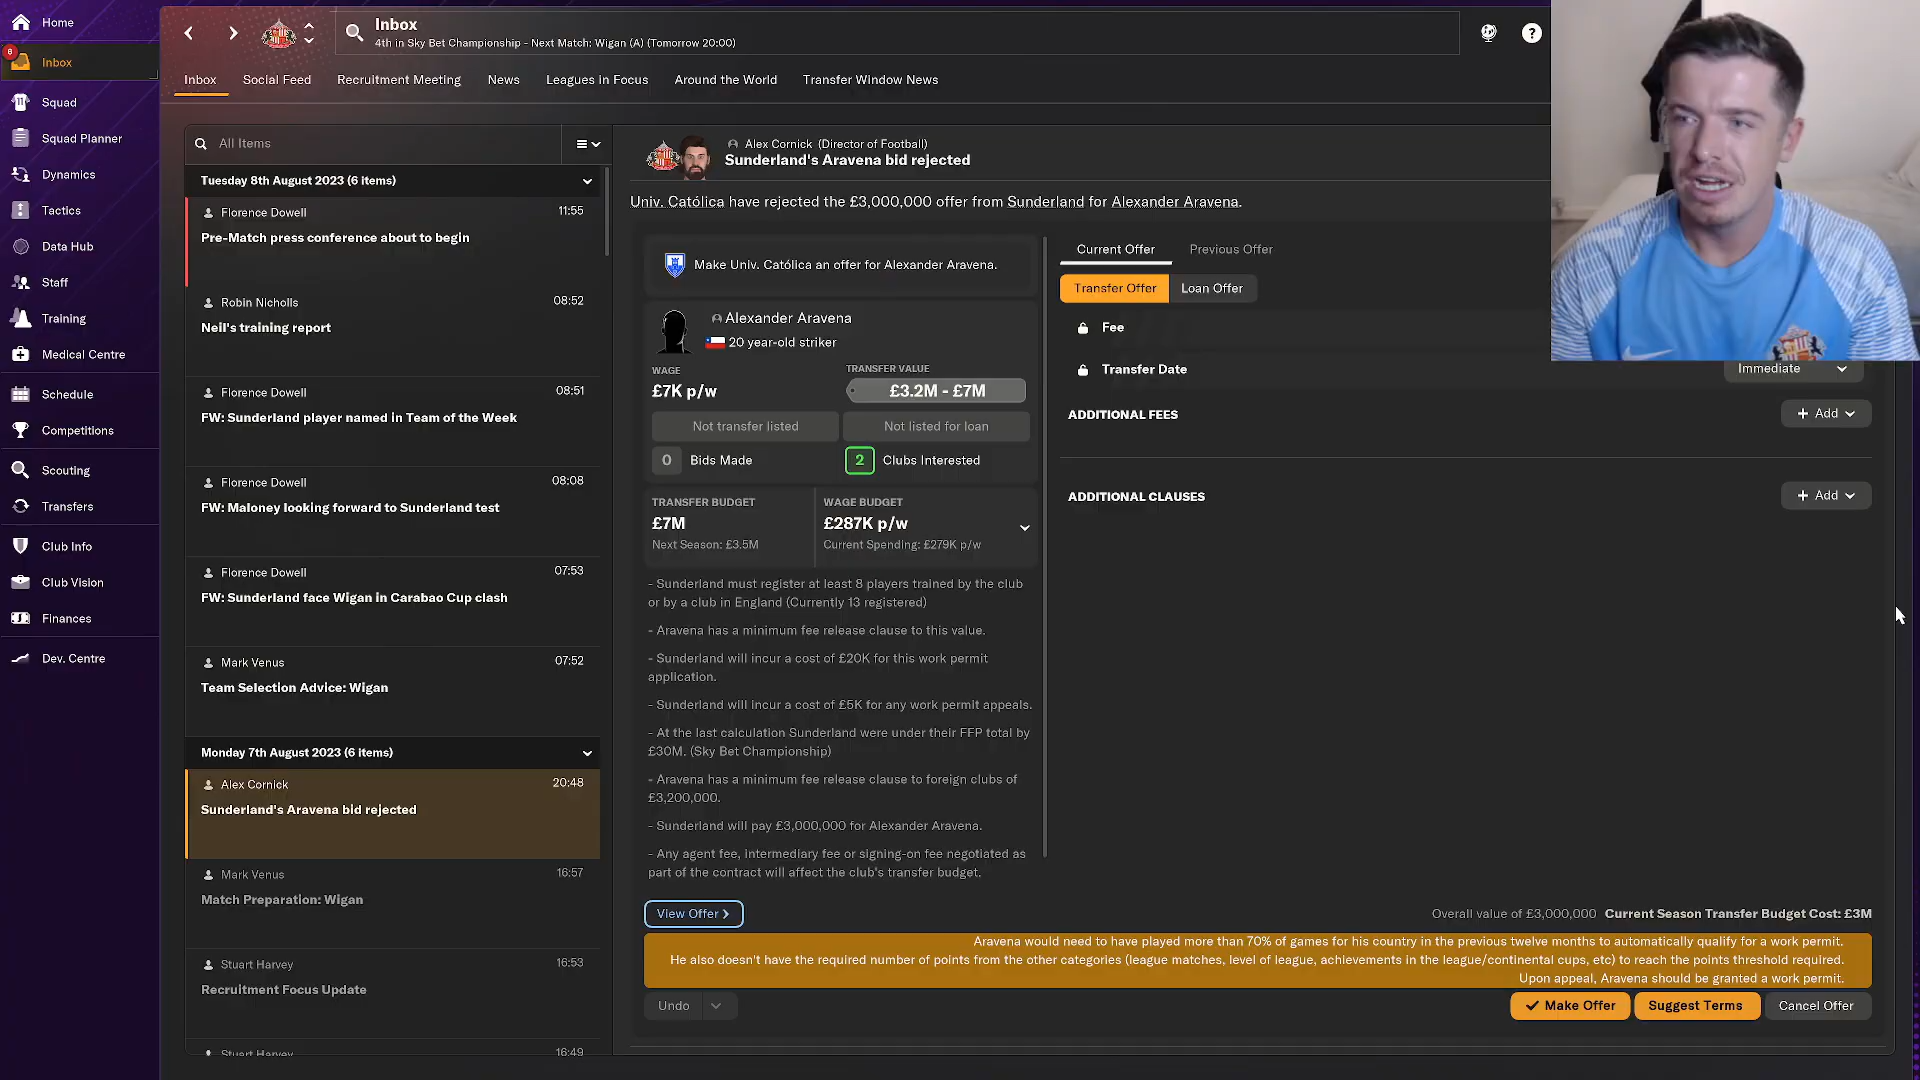 Home
Inbox
4th in Sky Bet Championship - Next Match: Wigan (A) (Tomorrow 20:00)
8
Inbox
Squad
Squad Planner
Dynamics
Tactics
Data Hub
Staff
Training
Medical Centre
Schedule
Competitions
Scouting
Transfers
Club Info
Club Vision
Finances
Dev. Centre
Inbox
Social Feed
Recruitment Meeting
News
Leagues in Focus
Around the World
Transfer Window News
All Items
Tuesday 8th August 2023 (6 items)
Florence Dowell 11:55
Pre-Match press conference about to begin
Robin Nicholls 08:52
Neil's training report
Florence Dowell 08:51
FW: Sunderland player named in Team of the Week
Florence Dowell 08:08
FW: Maloney looking forward to Sunderland test
Florence Dowell 07:53
FW: Sunderland face Wigan in Carabao Cup clash
Mark Venus 07:52
Team Selection Advice: Wigan
Monday 7th August 2023 (6 items)
Alex Cornick 20:48
Sunderland's Aravena bid rejected
Mark Venus 16:57
Match Preparation: Wigan
Stuart Harvey 16:53
Recruitment Focus Update
Stuart Harvey 16:49
Alex Cornick (Director of Football)
Sunderland's Aravena bid rejected
Univ. Católica have rejected the £3,000,000 offer from Sunderland for Alexander Aravena.
Make Univ. Católica an offer for Alexander Aravena.
Alexander Aravena
20 year-old striker
WAGE
£7K p/w
TRANSFER VALUE
£3.2M - £7M
Not transfer listed
Not listed for loan
0 Bids Made
2 Clubs Interested
TRANSFER BUDGET
£7M
Next Season: £3.5M
WAGE BUDGET
£287K p/w
Current Spending: £279K p/w
- Sunderland must register at least 8 players trained by the club
or by a club in England (Currently 13 registered)
- Aravena has a minimum fee release clause to this value.
- Sunderland will incur a cost of £20K for this work permit
application.
- Sunderland will incur a cost of £5K for any work permit appeals.
- At the last calculation Sunderland were under their FFP total by
£30M. (Sky Bet Championship)
- Aravena has a minimum fee release clause to foreign clubs of
£3,200,000.
- Sunderland will pay £3,000,000 for Alexander Aravena.
- Any agent fee, intermediary fee or signing-on fee negotiated as
part of the contract will affect the club's transfer budget.
Current Offer
Previous Offer
Transfer Offer
Loan Offer
Fee
Transfer Date
Immediate
ADDITIONAL FEES
+ Add
ADDITIONAL CLAUSES
+ Add
View Offer
Overall value of £3,000,000 Current Season Transfer Budget Cost: £3M
Aravena would need to have played more than 70% of games for his country in the previous twelve months to automatically qualify for a work permit.
He also doesn't have the required number of points from the other categories (league matches, level of league, achievements in the league/continental cups, etc) to reach the points threshold required.
Upon appeal, Aravena should be granted a work permit.
Undo
Make Offer
Suggest Terms
Cancel Offer